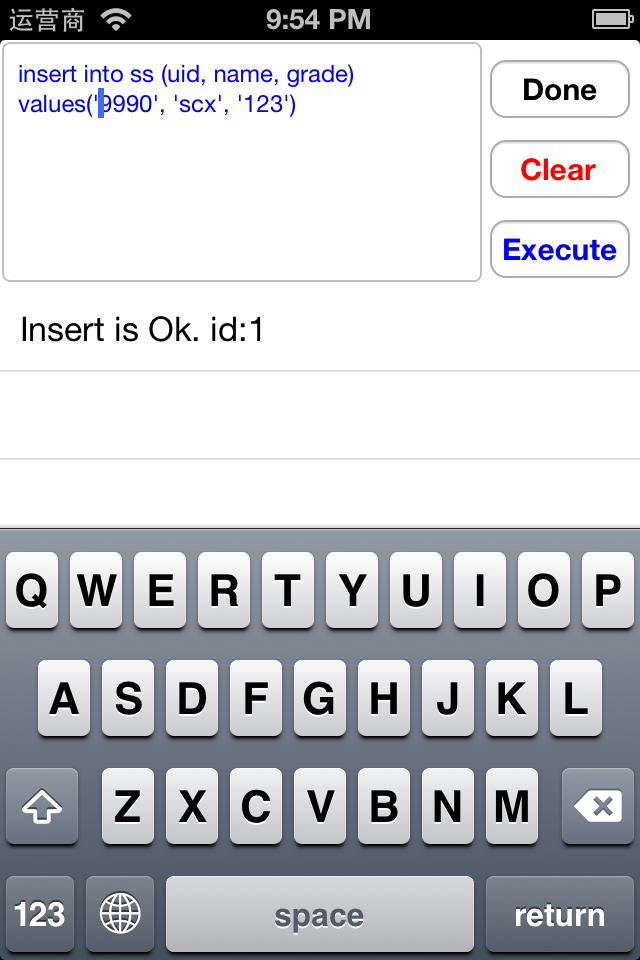 运营商 9:54 PM
insert into ss (uid, name, grade)
values('9990', 'scx', '123')
Done
Clear
Execute
Insert is Ok. id:1
Q W E R T Y U I O P
A S D F G H J K L
Z X C V B N M
123 space return